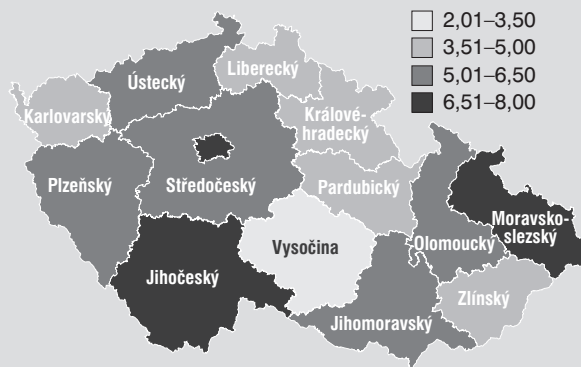 2,01–3,50
3,51–5,00
5,01–6,50
6,51–8,00
Ústecký
Liberecký
Karlovarský
Králové-
hradecký
Plzeňský
Středočeský
Pardubický
Moravsko-
slezský
Olomoucký
Vysočina
Jihočeský
Zlínský
Jihomoravský